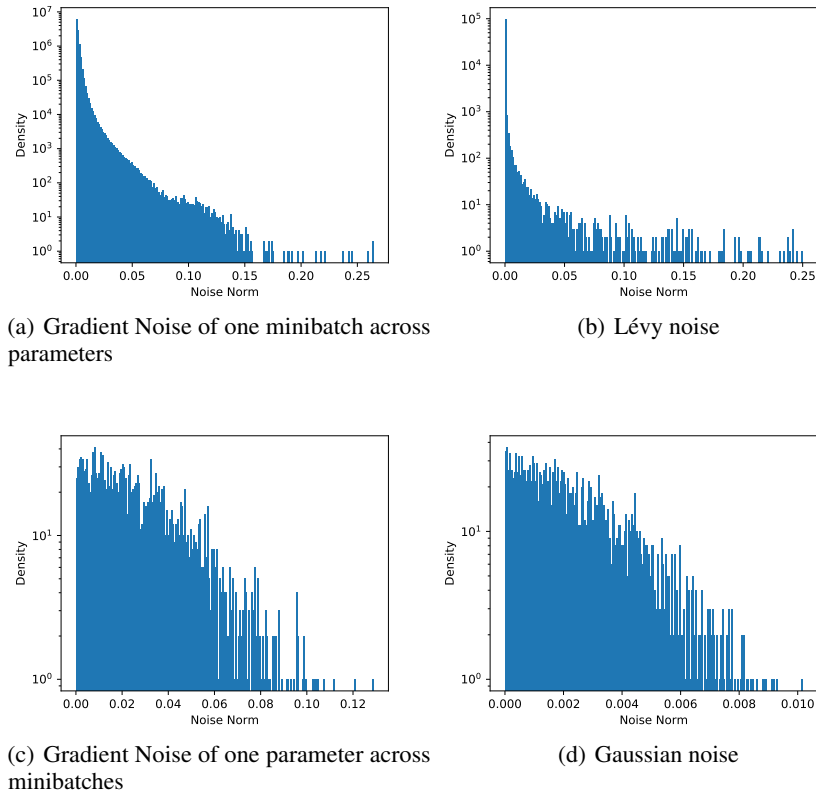 10^7
10^6
10^5
10^4
10^3
10^2
10^1
10^0
Density
0.00 0.05 0.10 0.15 0.20 0.25
Noise Norm
(a) Gradient Noise of one minibatch across
parameters
10^5
10^4
10^3
10^2
10^1
10^0
Density
0.00 0.05 0.10 0.15 0.20 0.25
Noise Norm
(b) Lévy noise
10^1
10^0
Density
0.00 0.02 0.04 0.06 0.08 0.10 0.12
Noise Norm
(c) Gradient Noise of one parameter across
minibatches
10^1
10^0
Density
0.000 0.002 0.004 0.006 0.008 0.010
Noise Norm
(d) Gaussian noise